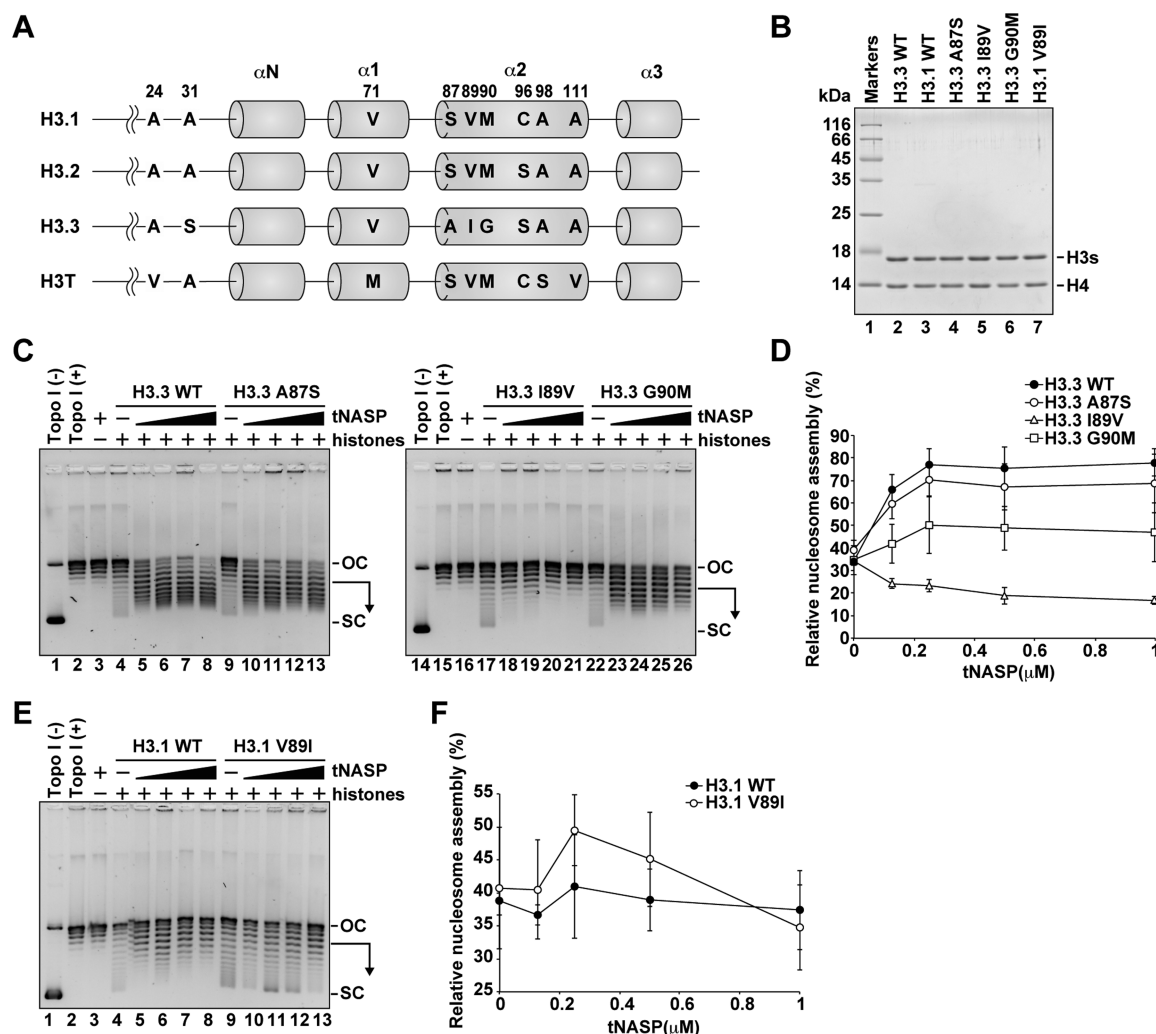 A
αN α1 α2 α3
24 31 71 87 89 90 96 98 111
H3.1 A A V S V M C A A
H3.2 A A V S V M S A A
H3.3 A S V A I G S A A
H3T V A M S V M C S V
B
Markers
H3.3 WT
H3.1 WT
H3.3 A87S
H3.3 I89V
H3.3 G90M
H3.1 V89I
kDa
116
66
45
35
25
18
14
H3s
H4
1 2 3 4 5 6 7
C
Topo I (-)
Topo I (+)
H3.3 WT H3.3 A87S
+ − − tNASP
− + + + + + + + + + + histones
OC
SC
1 2 3 4 5 6 7 8 9 10 11 12 13
Topo I (-)
Topo I (+)
H3.3 I89V H3.3 G90M
+ − − tNASP
− + + + + + + + + + + histones
OC
SC
14 15 16 17 18 19 20 21 22 23 24 25 26
D
H3.3 WT
H3.3 A87S
H3.3 I89V
H3.3 G90M
Relative nucleosome assembly (%)
90
80
70
60
50
40
30
20
10
0
0 0.2 0.4 0.6 0.8 1
tNASP(μM)
E
Topo I (-)
Topo I (+)
H3.1 WT H3.1 V89I
+ − − tNASP
− + + + + + + + + + + histones
OC
SC
1 2 3 4 5 6 7 8 9 10 11 12 13
F
H3.1 WT
H3.1 V89I
Relative nucleosome assembly (%)
55
50
45
40
35
30
25
0 0.2 0.4 0.6 0.8 1
tNASP(μM)